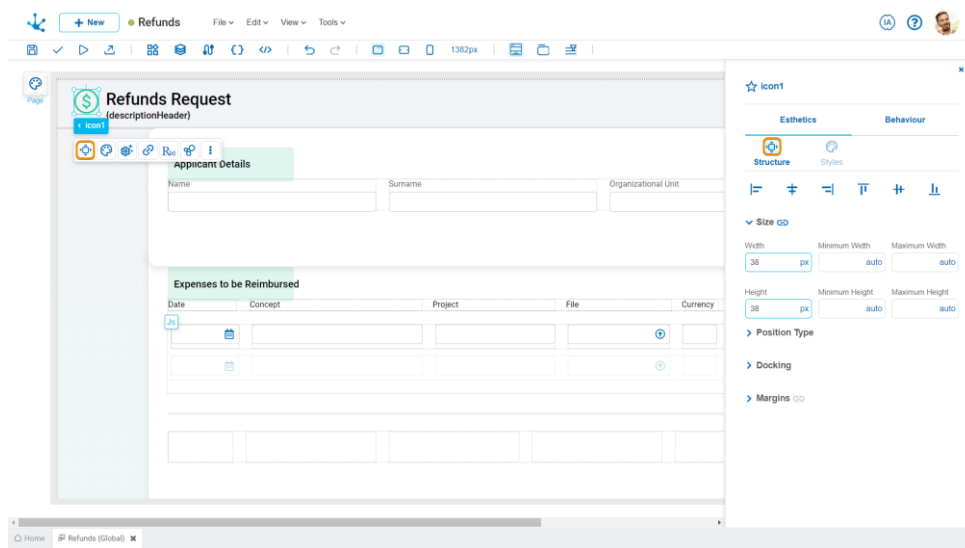 + New
Refunds
File Edit View Tools
IA
?
1382px
Page
Refunds Request
{descriptionHeader}
icon1
Applicant Details
Name Surname Organizational Unit
Expenses to be Reimbursed
Date Concept Project File Currency
Js
icon1
Esthetics Behaviour
Structure Styles
Size
Width Minimum Width Maximum Width
38 px auto auto
Height Minimum Height Maximum Height
38 px auto auto
Position Type
Docking
Margins
Home Refunds (Global)